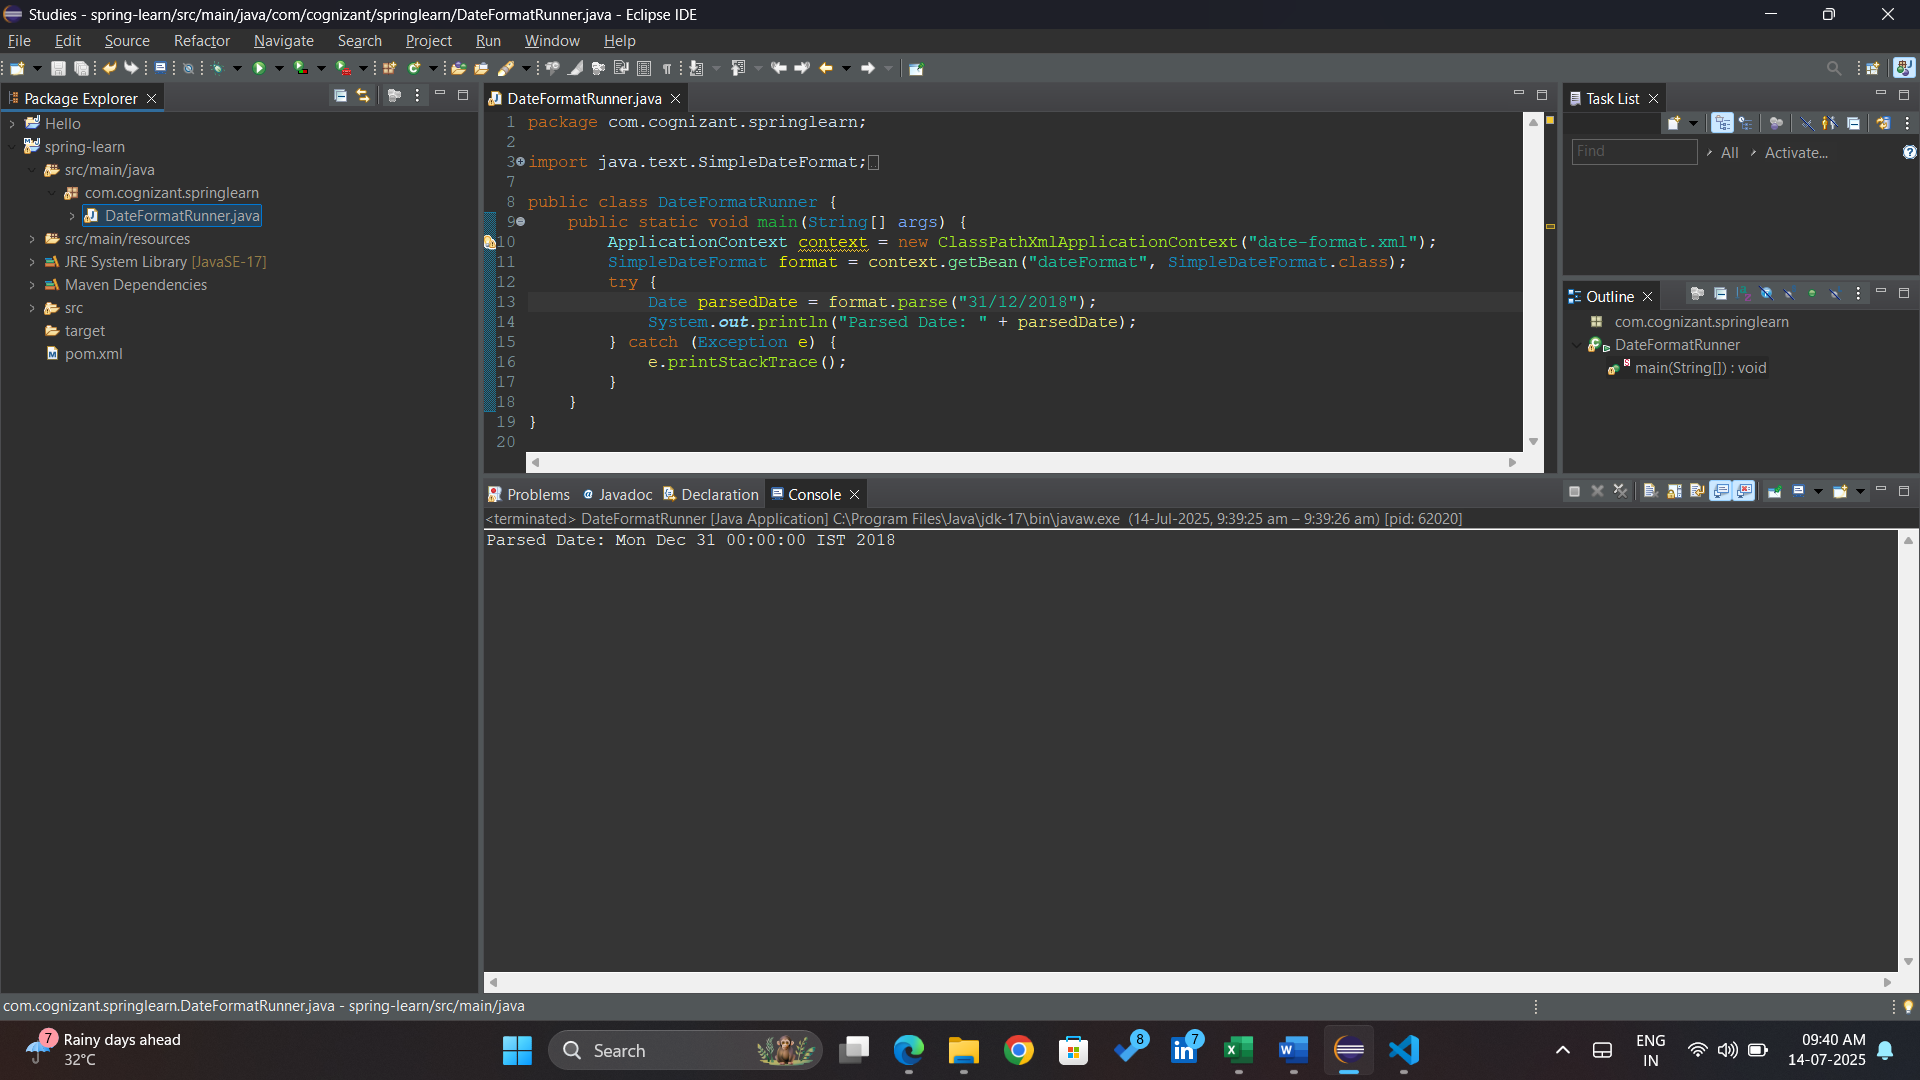 Studies - spring-learn/src/main/java/com/cognizant/springlearn/DateFormatRunner.java - Eclipse IDE
File Edit Source Refactor Navigate Search Project Run Window Help
Package Explorer
Hello
spring-learn
src/main/java
com.cognizant.springlearn
DateFormatRunner.java
src/main/resources
JRE System Library [JavaSE-17]
Maven Dependencies
src
target
pom.xml
DateFormatRunner.java
1 package com.cognizant.springlearn;
2
3 import java.text.SimpleDateFormat;
7
8 public class DateFormatRunner {
9 public static void main(String[] args) {
10 ApplicationContext context = new ClassPathXmlApplicationContext("date-format.xml");
11 SimpleDateFormat format = context.getBean("dateFormat", SimpleDateFormat.class);
12 try {
13 Date parsedDate = format.parse("31/12/2018");
14 System.out.println("Parsed Date: " + parsedDate);
15 } catch (Exception e) {
16 e.printStackTrace();
17 }
18 }
19 }
20
Task List
Find All Activate...
Outline
com.cognizant.springlearn
DateFormatRunner
main(String[]) : void
Problems Javadoc Declaration Console
<terminated> DateFormatRunner [Java Application] C:\Program Files\Java\jdk-17\bin\javaw.exe (14-Jul-2025, 9:39:25 am – 9:39:26 am) [pid: 62020]
Parsed Date: Mon Dec 31 00:00:00 IST 2018
com.cognizant.springlearn.DateFormatRunner.java - spring-learn/src/main/java
7
Rainy days ahead
32°C
Search
8
7
ENG
IN
09:40 AM
14-07-2025